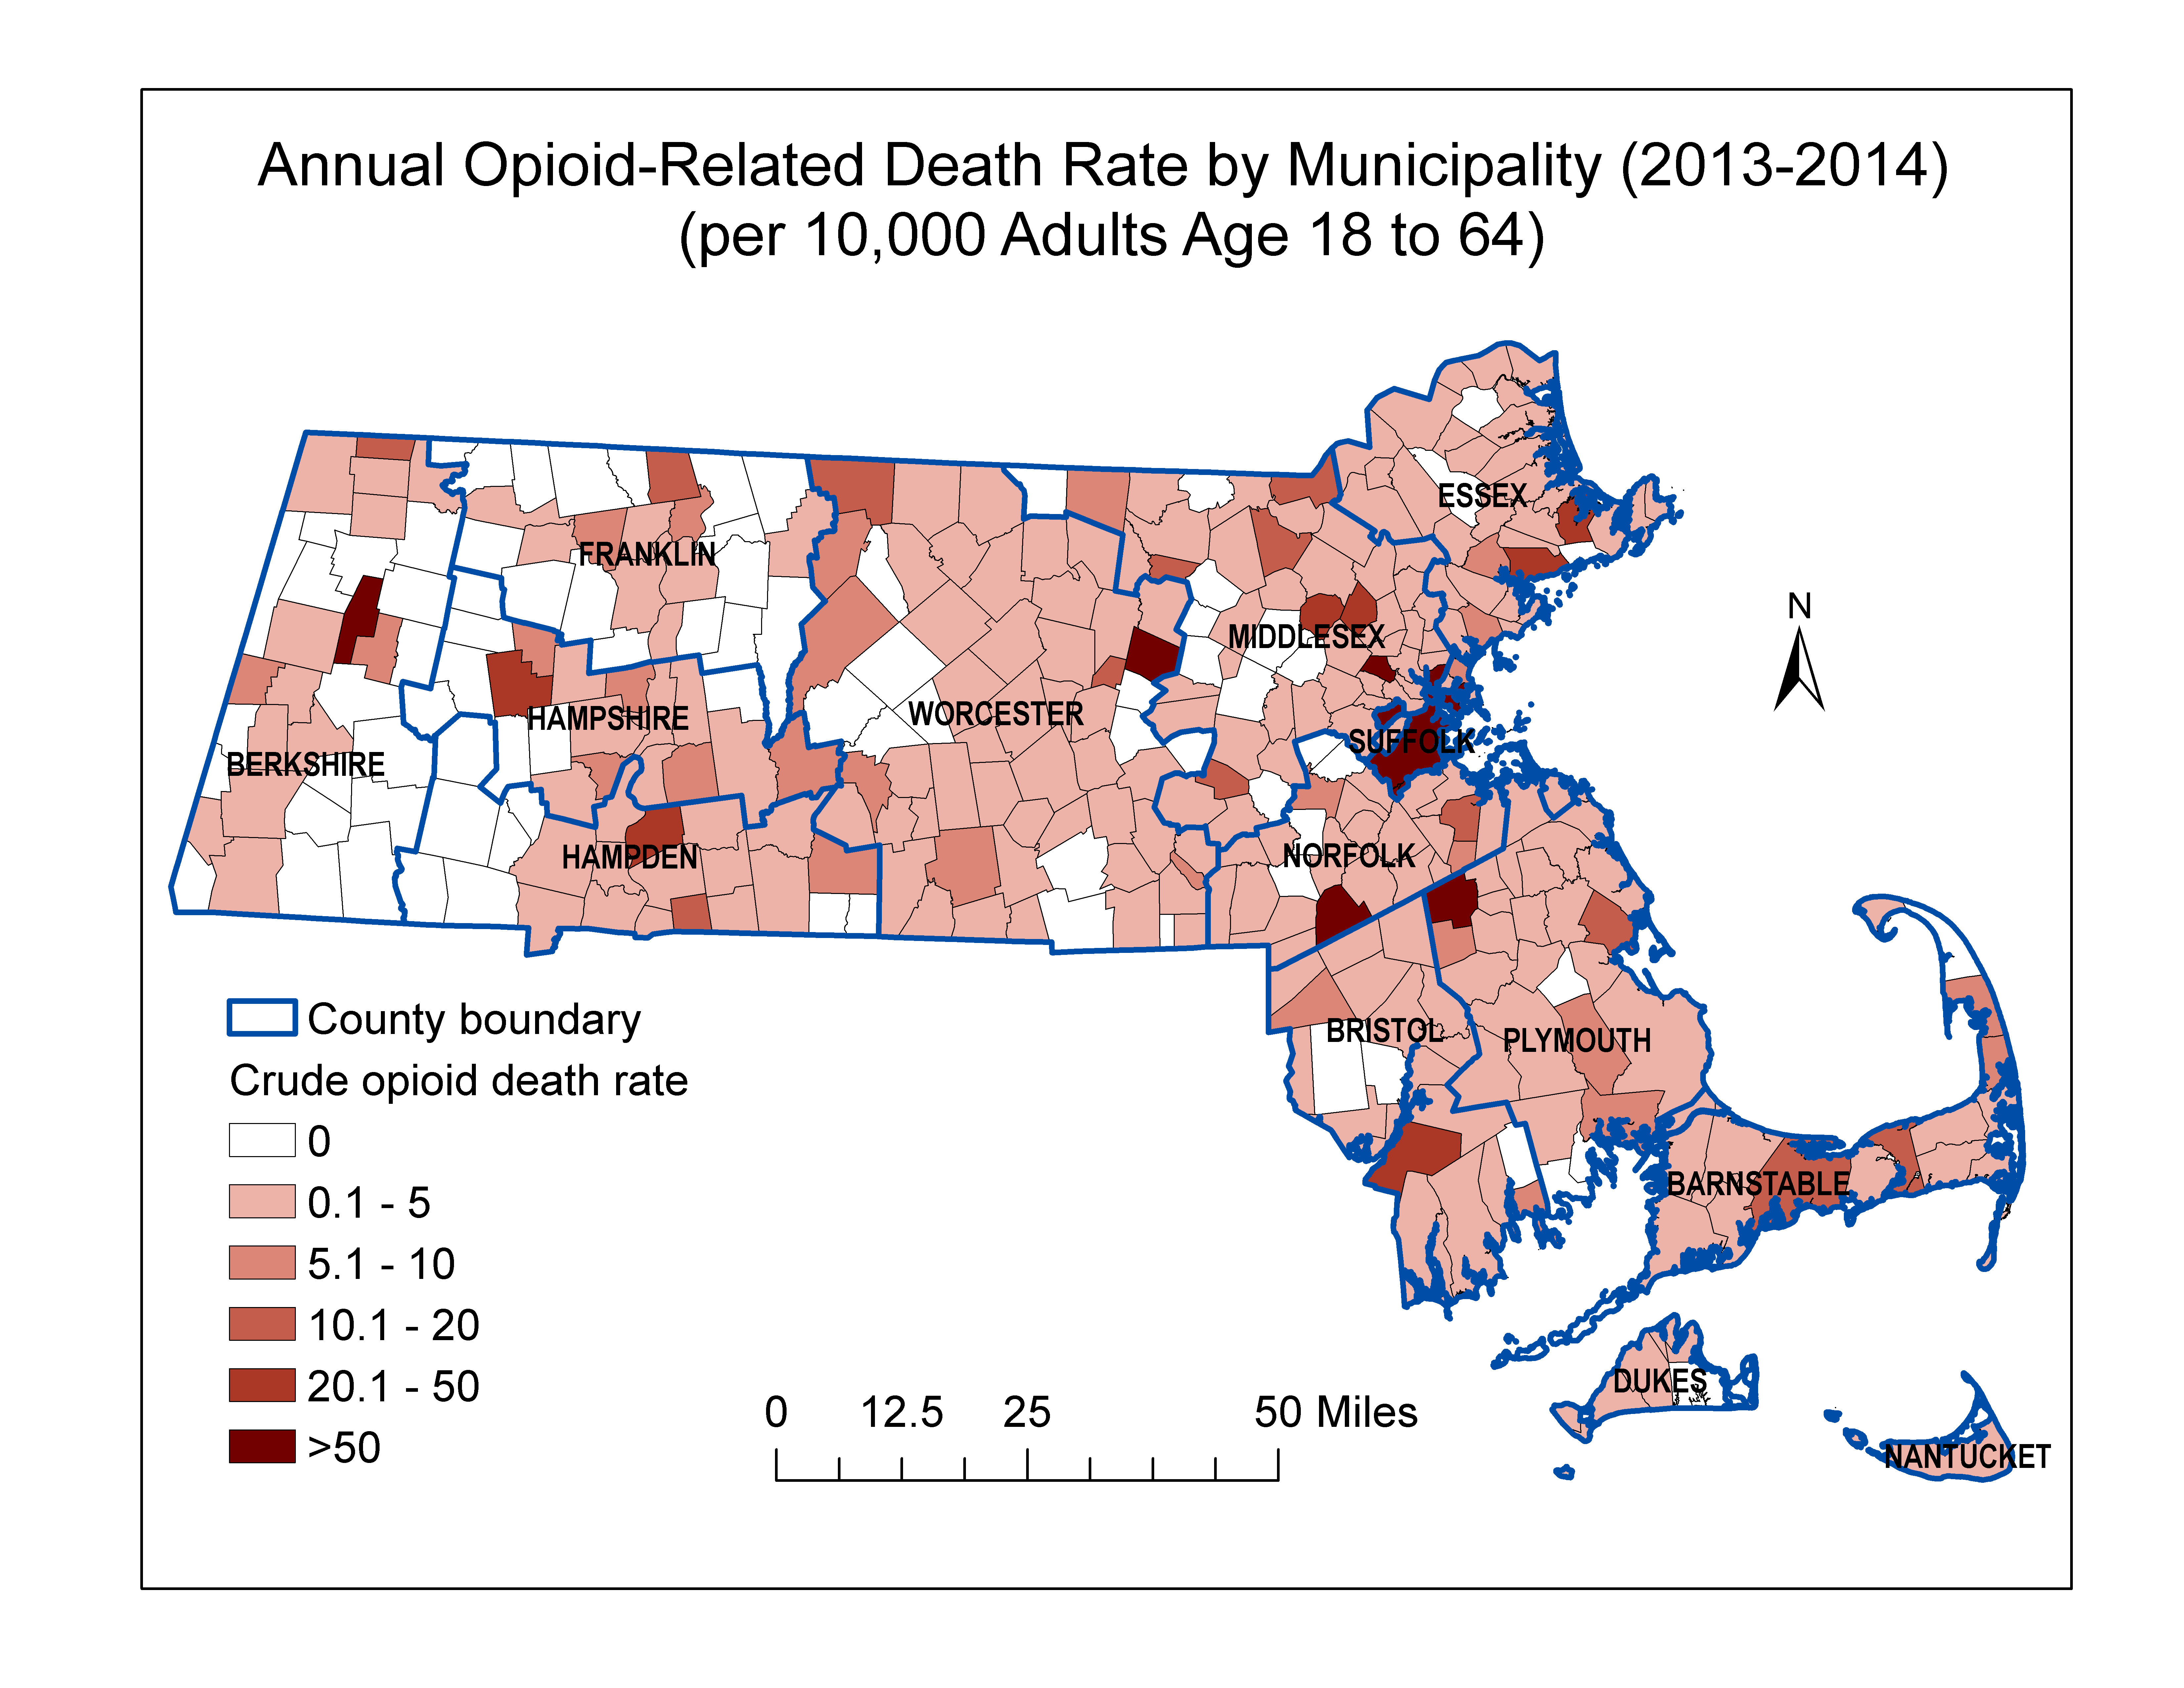 Annual Opioid-Related Death Rate by Municipality (2013-2014)
(per 10,000 Adults Age 18 to 64)
ESSEX
FRANKLIN
N
MIDDLESEX
HAMPSHIRE
WORCESTER
SUFFOLK
BERKSHIRE
HAMPDEN
NORFOLK
County boundary
BRISTOL
PLYMOUTH
Crude opioid death rate
0
0.1 - 5
BARNSTABLE
5.1 - 10
10.1 - 20
20.1 - 50
DUKES
0 12.5 25 50 Miles
>50
NANTUCKET